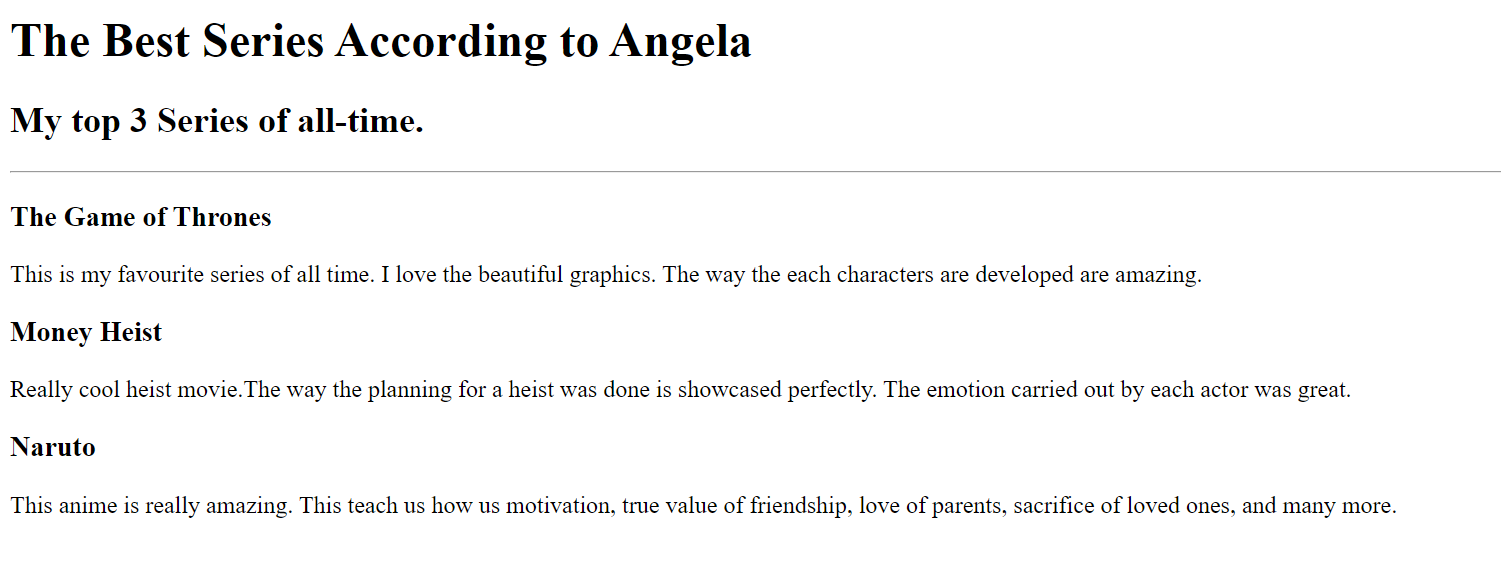 The Best Series According to Angela
My top 3 Series of all-time.
The Game of Thrones
This is my favourite series of all time. I love the beautiful graphics. The way the each characters are developed are amazing.
Money Heist
Really cool heist movie.The way the planning for a heist was done is showcased perfectly. The emotion carried out by each actor was great.
Naruto
This anime is really amazing. This teach us how us motivation, true value of friendship, love of parents, sacrifice of loved ones, and many more.